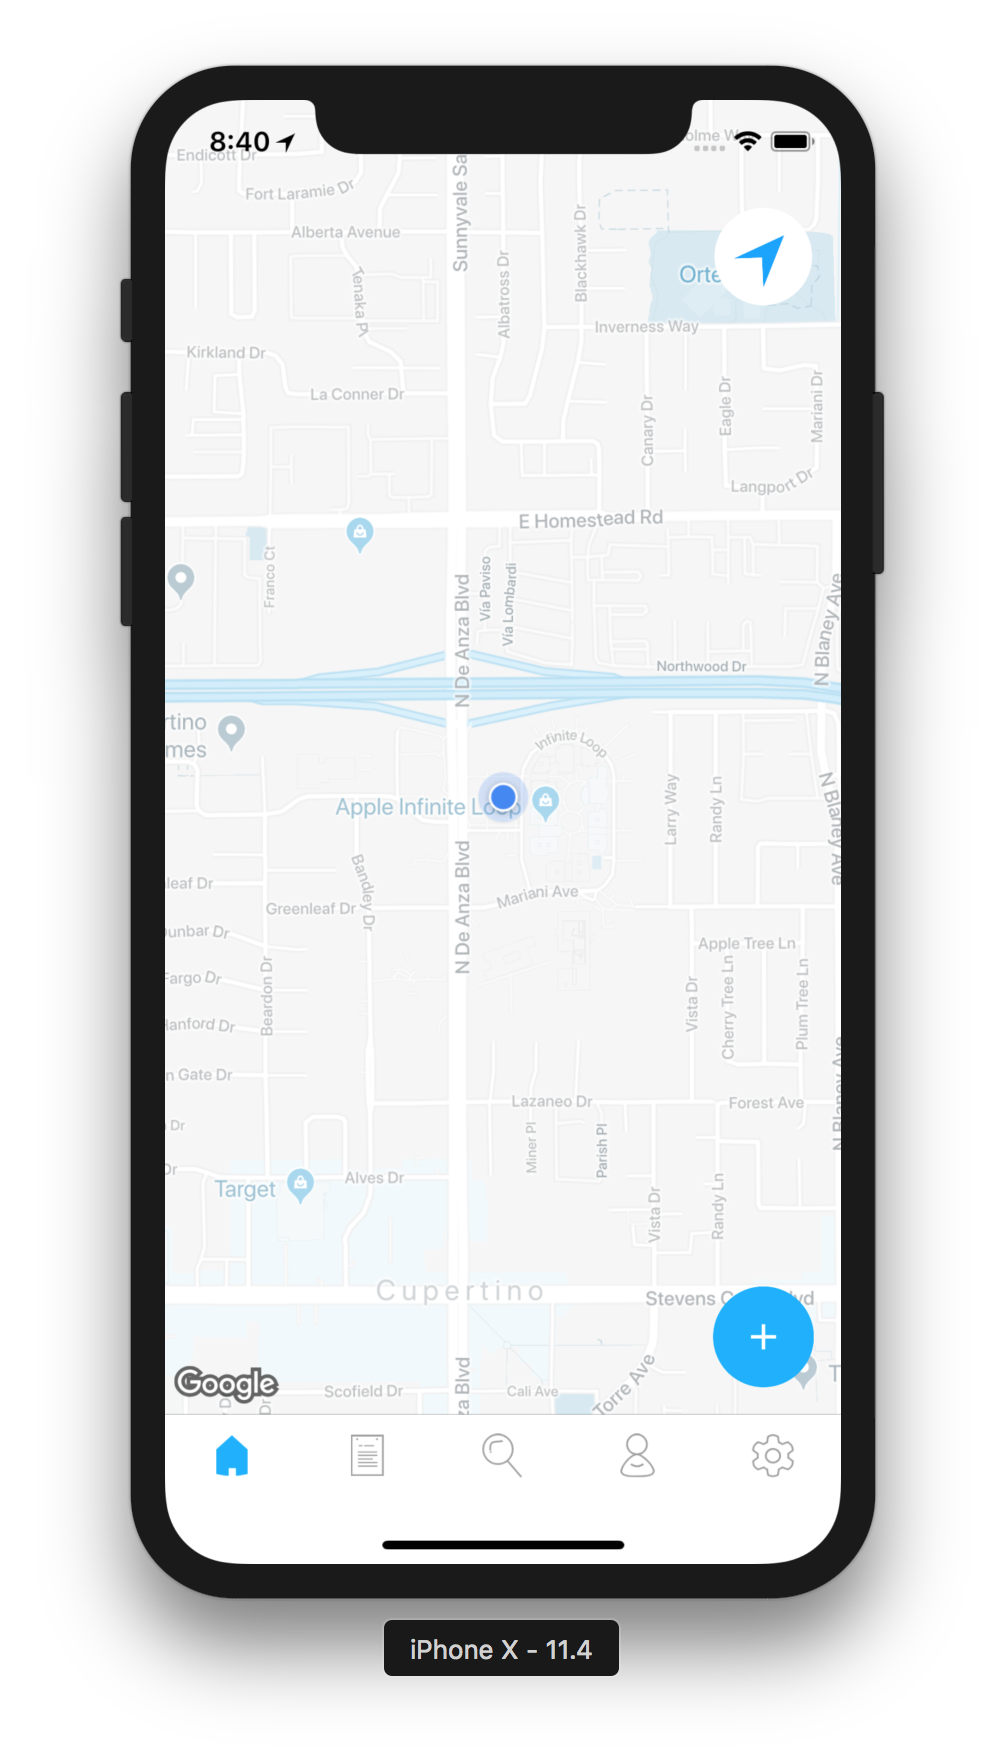 8:40
Endicott Dr
Fort Laramie Dr
Alberta Avenue
Sunnyvale Sa
Tenaka Pl
Albatross Dr
Blackhawk Dr
Orte
Inverness Way
Kirkland Dr
La Conner Dr
Canary Dr
Eagle Dr
Mariani Dr
Langport Dr
E Homestead Rd
Franco Ct
Via Paviso
Via Lombardi
N De Anza Blvd
N Blaney Ave
Northwood Dr
rtino
mes
Infinite Loop
Apple Infinite Loop
Larry Way
Randy Ln
N Blaney Ave
Bandley Dr
N De Anza Blvd
leaf Dr
Greenleaf Dr
Mariani Ave
unbar Dr
Apple Tree Ln
Fargo Dr
Beardon Dr
Vista Dr
Cherry Tree Ln
Plum Tree Ln
lanford Dr
n Gate Dr
Lazaneo Dr
Forest Ave
N Blaney Ave
Dr
Miner Pl
Parish Pl
Dr
Alves Dr
Target
Vista Dr
Randy Ln
Cupertino
Stevens C
lvd
Google
Scofield Dr
za Blvd
Cali Ave
Torre Ave
T
D
Dr
iPhone X - 11.4